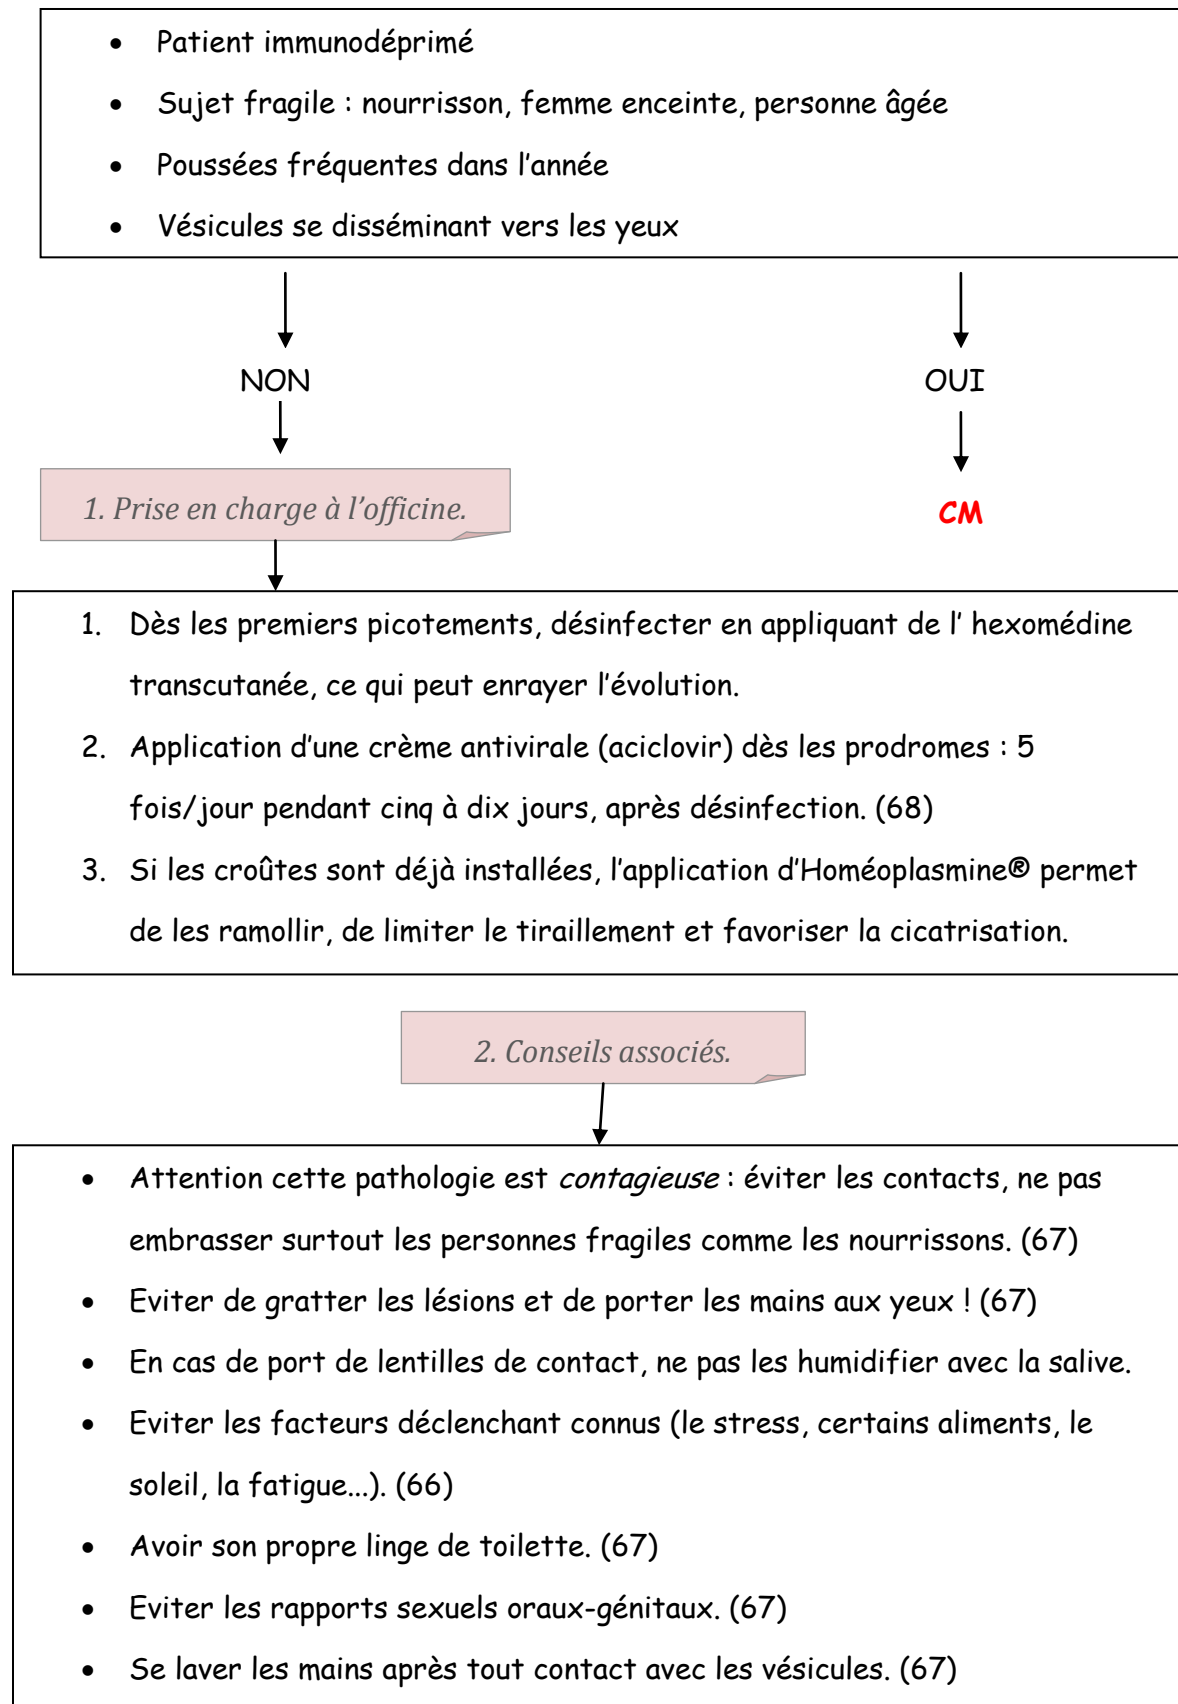 • Patient immunodéprimé
• Sujet fragile : nourrisson, femme enceinte, personne âgée
• Poussées fréquentes dans l'année
• Vésicules se disséminant vers les yeux
NON
OUI
1. Prise en charge à l'officine.
CM
1. Dès les premiers picotements, désinfecter en appliquant de l' hexomédine
transcutanée, ce qui peut enrayer l'évolution.
2. Application d'une crème antivirale (aciclovir) dès les prodromes : 5
fois/jour pendant cinq à dix jours, après désinfection. (68)
3. Si les croûtes sont déjà installées, l'application d'Homéoplasmine® permet
de les ramollir, de limiter le tiraillement et favoriser la cicatrisation.
2. Conseils associés.
• Attention cette pathologie est contagieuse : éviter les contacts, ne pas
embrasser surtout les personnes fragiles comme les nourrissons. (67)
• Eviter de gratter les lésions et de porter les mains aux yeux ! (67)
• En cas de port de lentilles de contact, ne pas les humidifier avec la salive.
• Eviter les facteurs déclenchant connus (le stress, certains aliments, le
soleil, la fatigue...). (66)
• Avoir son propre linge de toilette. (67)
• Eviter les rapports sexuels oraux-génitaux. (67)
• Se laver les mains après tout contact avec les vésicules. (67)